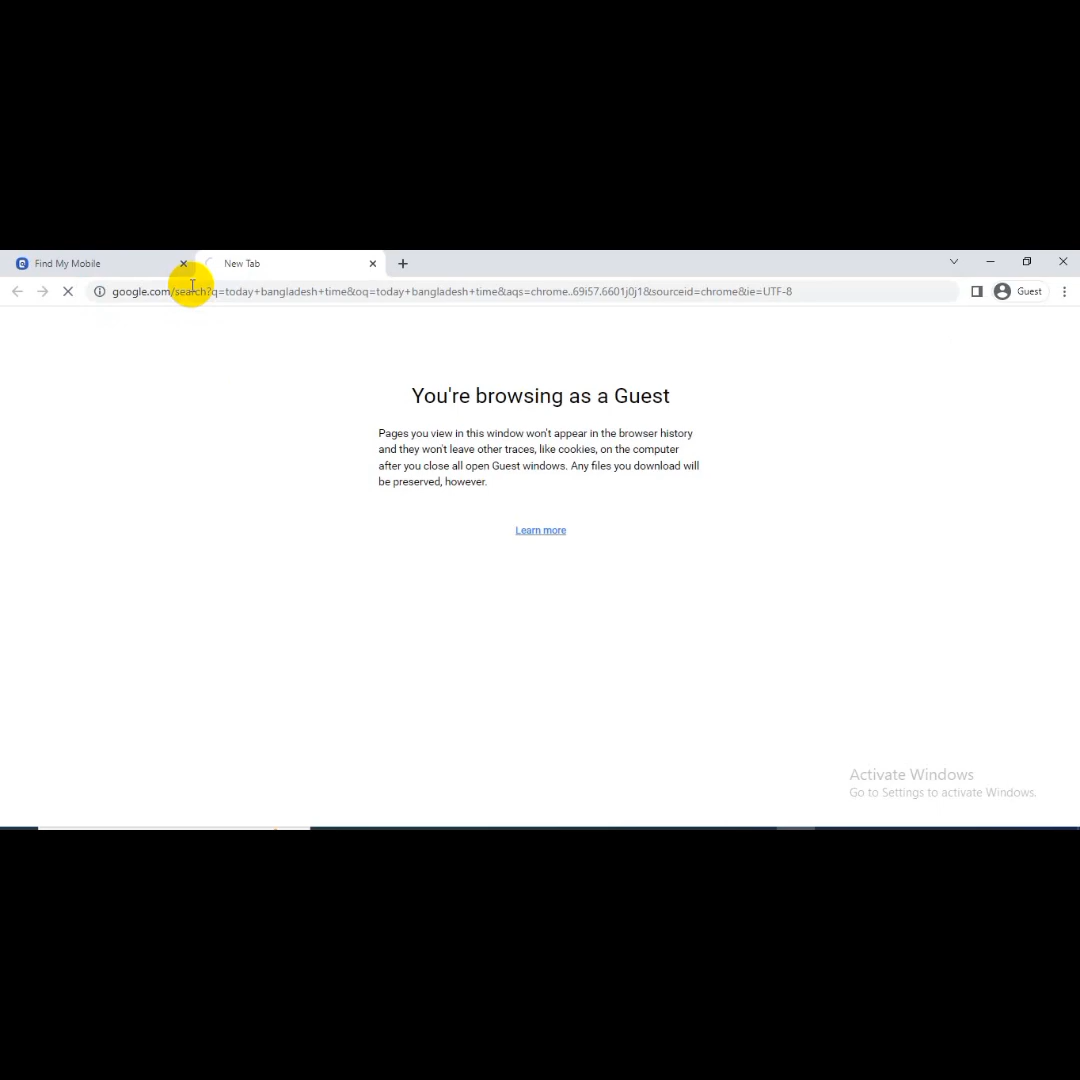 Find My Mobile
New Tab
google.com/search?q=today+bangladesh+time&oq=today+bangladesh+time&aqs=chrome..69i57.6601j0j1&sourceid=chrome&ie=UTF-8
Guest
You're browsing as a Guest
Pages you view in this window won't appear in the browser history
and they won't leave other traces, like cookies, on the computer
after you close all open Guest windows. Any files you download will
be preserved, however.
Learn more
Activate Windows
Go to Settings to activate Windows.